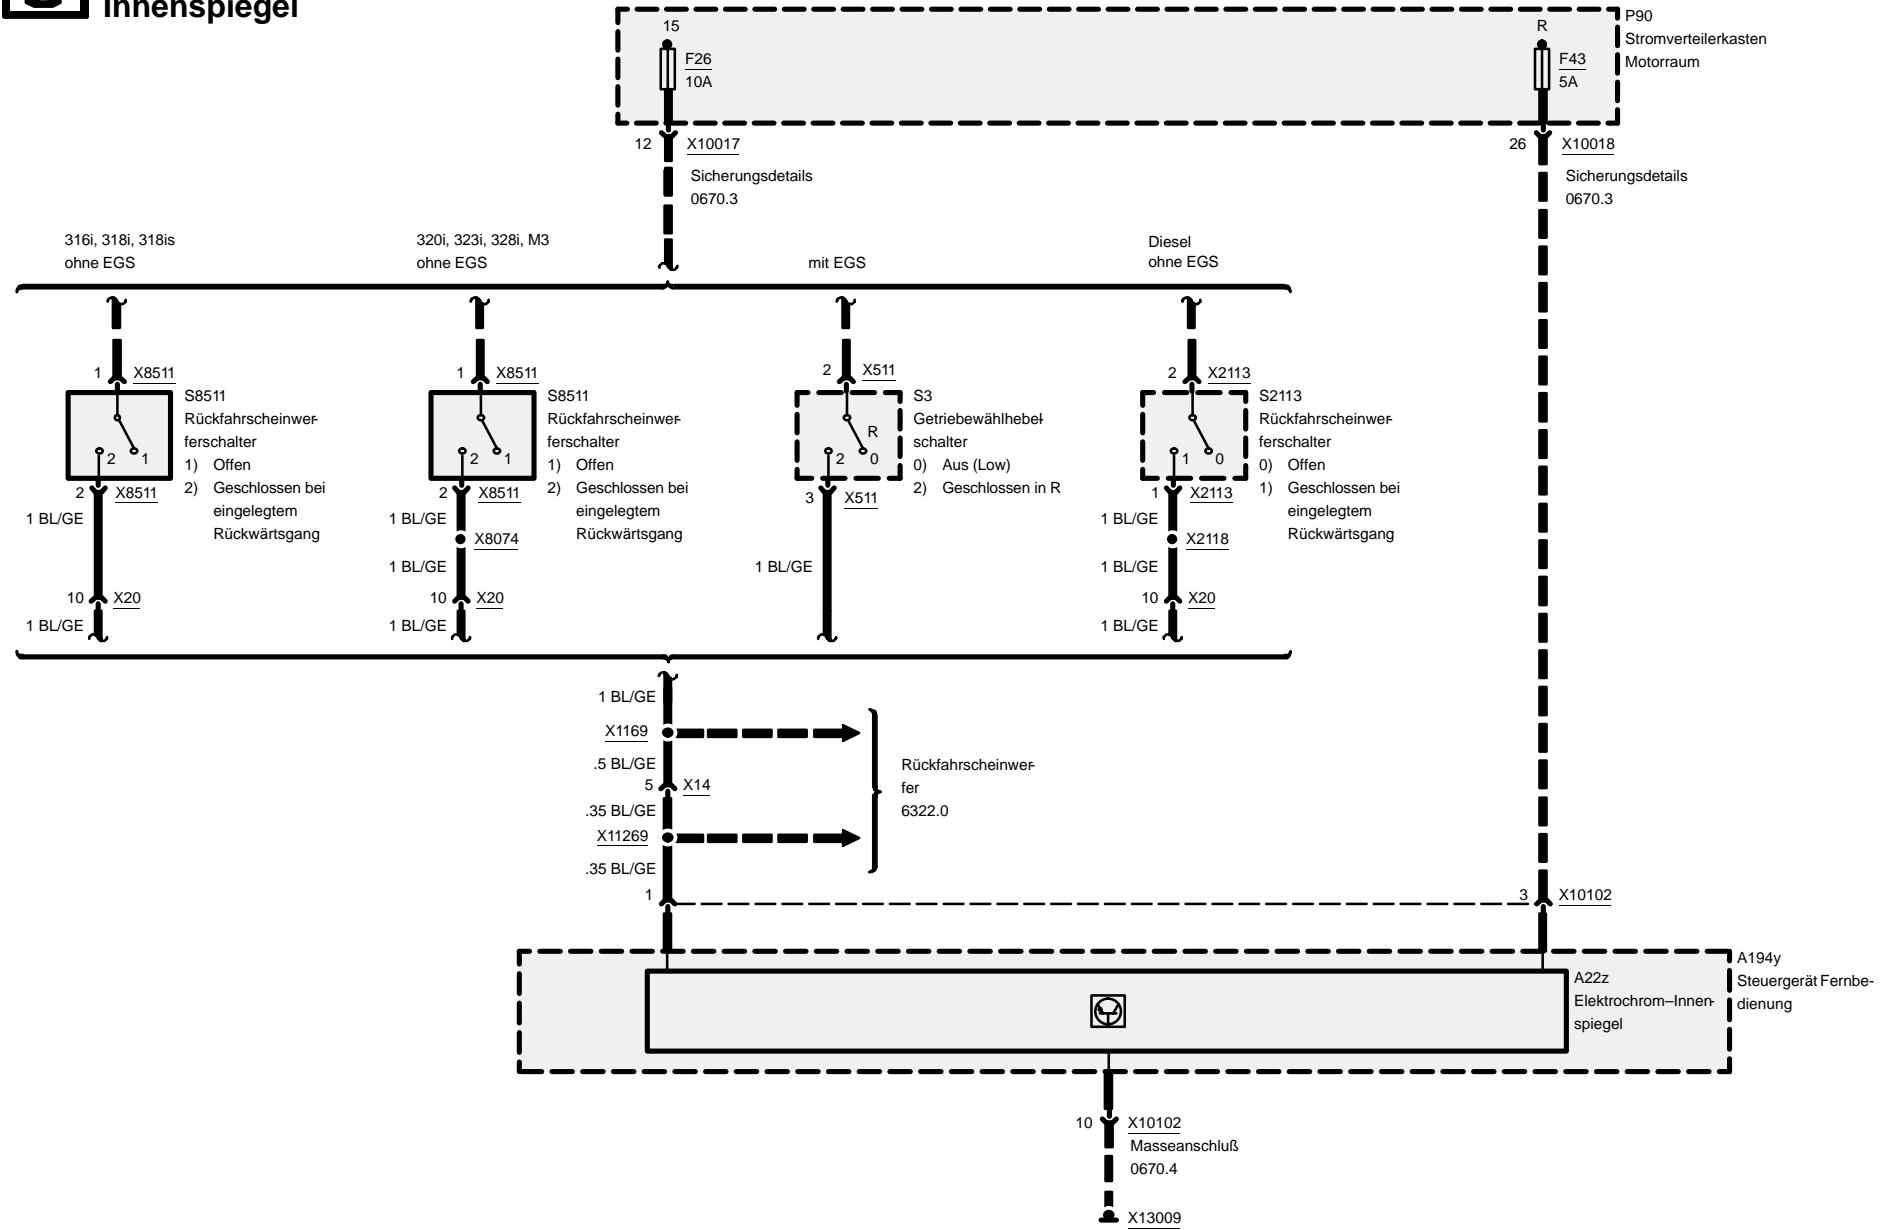 Innenspiegel
15
F26
10A
R
F43
5A
P90
Stromverteilerkasten
Motorraum
12 X10017
Sicherungsdetails
0670.3
26 X10018
Sicherungsdetails
0670.3
316i, 318i, 318is
ohne EGS
320i, 323i, 328i, M3
ohne EGS
mit EGS
Diesel
ohne EGS
1 X8511
2 1
2 X8511
S8511
Rückfahrscheinwer-
ferschalter
1) Offen
2) Geschlossen bei
eingelegtem
Rückwärtsgang
1 BL/GE
10 X20
1 BL/GE
1 X8511
2 1
2 X8511
S8511
Rückfahrscheinwer-
ferschalter
1) Offen
2) Geschlossen bei
eingelegtem
Rückwärtsgang
1 BL/GE
X8074
1 BL/GE
10 X20
1 BL/GE
2 X511
R
2 0
3 X511
S3
Getriebewählhebel-
schalter
0) Aus (Low)
2) Geschlossen in R
1 BL/GE
2 X2113
1 0
1 X2113
S2113
Rückfahrscheinwer-
ferschalter
0) Offen
1) Geschlossen bei
eingelegtem
Rückwärtsgang
1 BL/GE
X2118
1 BL/GE
10 X20
1 BL/GE
1 BL/GE
X1169
.5 BL/GE
5 X14
.35 BL/GE
X11269
.35 BL/GE
Rückfahrscheinwer-
fer
6322.0
1
3 X10102
A22z
Elektrochrom–Innen-
spiegel
A194y
Steuergerät Fernbe-
dienung
10 X10102
Masseanschluß
0670.4
X13009